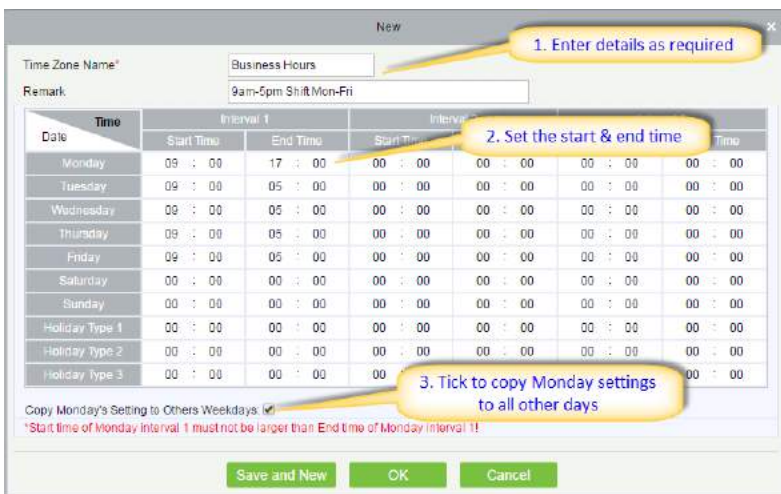 New
1. Enter details as required
Time Zone Name* Business Hours
Remark 9am-5pm Shift Mon-Fri
Time Interval 1
Date Start Time End Time Start 2. Set the start & end time Time
Monday 09 : 00 17 : 00 00 : 00 00 : 00 00 : 00 00 : 00
Tuesday 09 : 00 05 : 00 00 : 00 00 : 00 00 : 00 00 : 00
Wednesday 09 : 00 05 : 00 00 : 00 00 : 00 00 : 00 00 : 00
Thursday 09 : 00 05 : 00 00 : 00 00 : 00 00 : 00 00 : 00
Friday 09 : 00 05 : 00 00 : 00 00 : 00 00 : 00 00 : 00
Saturday 00 : 00 00 : 00 00 : 00 00 : 00 00 : 00 00 : 00
Sunday 00 : 00 00 : 00 00 : 00 00 : 00 00 : 00 00 : 00
Holiday Type 1 00 : 00 00 : 00 00 : 00 00 : 00 00 : 00 00 : 00
Holiday Type 2 00 : 00 00 : 00 00 : 00 00 : 00 00 : 00 00 : 00
Holiday Type 3 00 : 00 00 : 00 00 : 00 00 : 00
3. Tick to copy Monday settings
to all other days
Copy Monday's Setting to Others Weekdays:
*Start time of Monday interval 1 must not be larger than End time of Monday interval 1!
Save and New OK Cancel